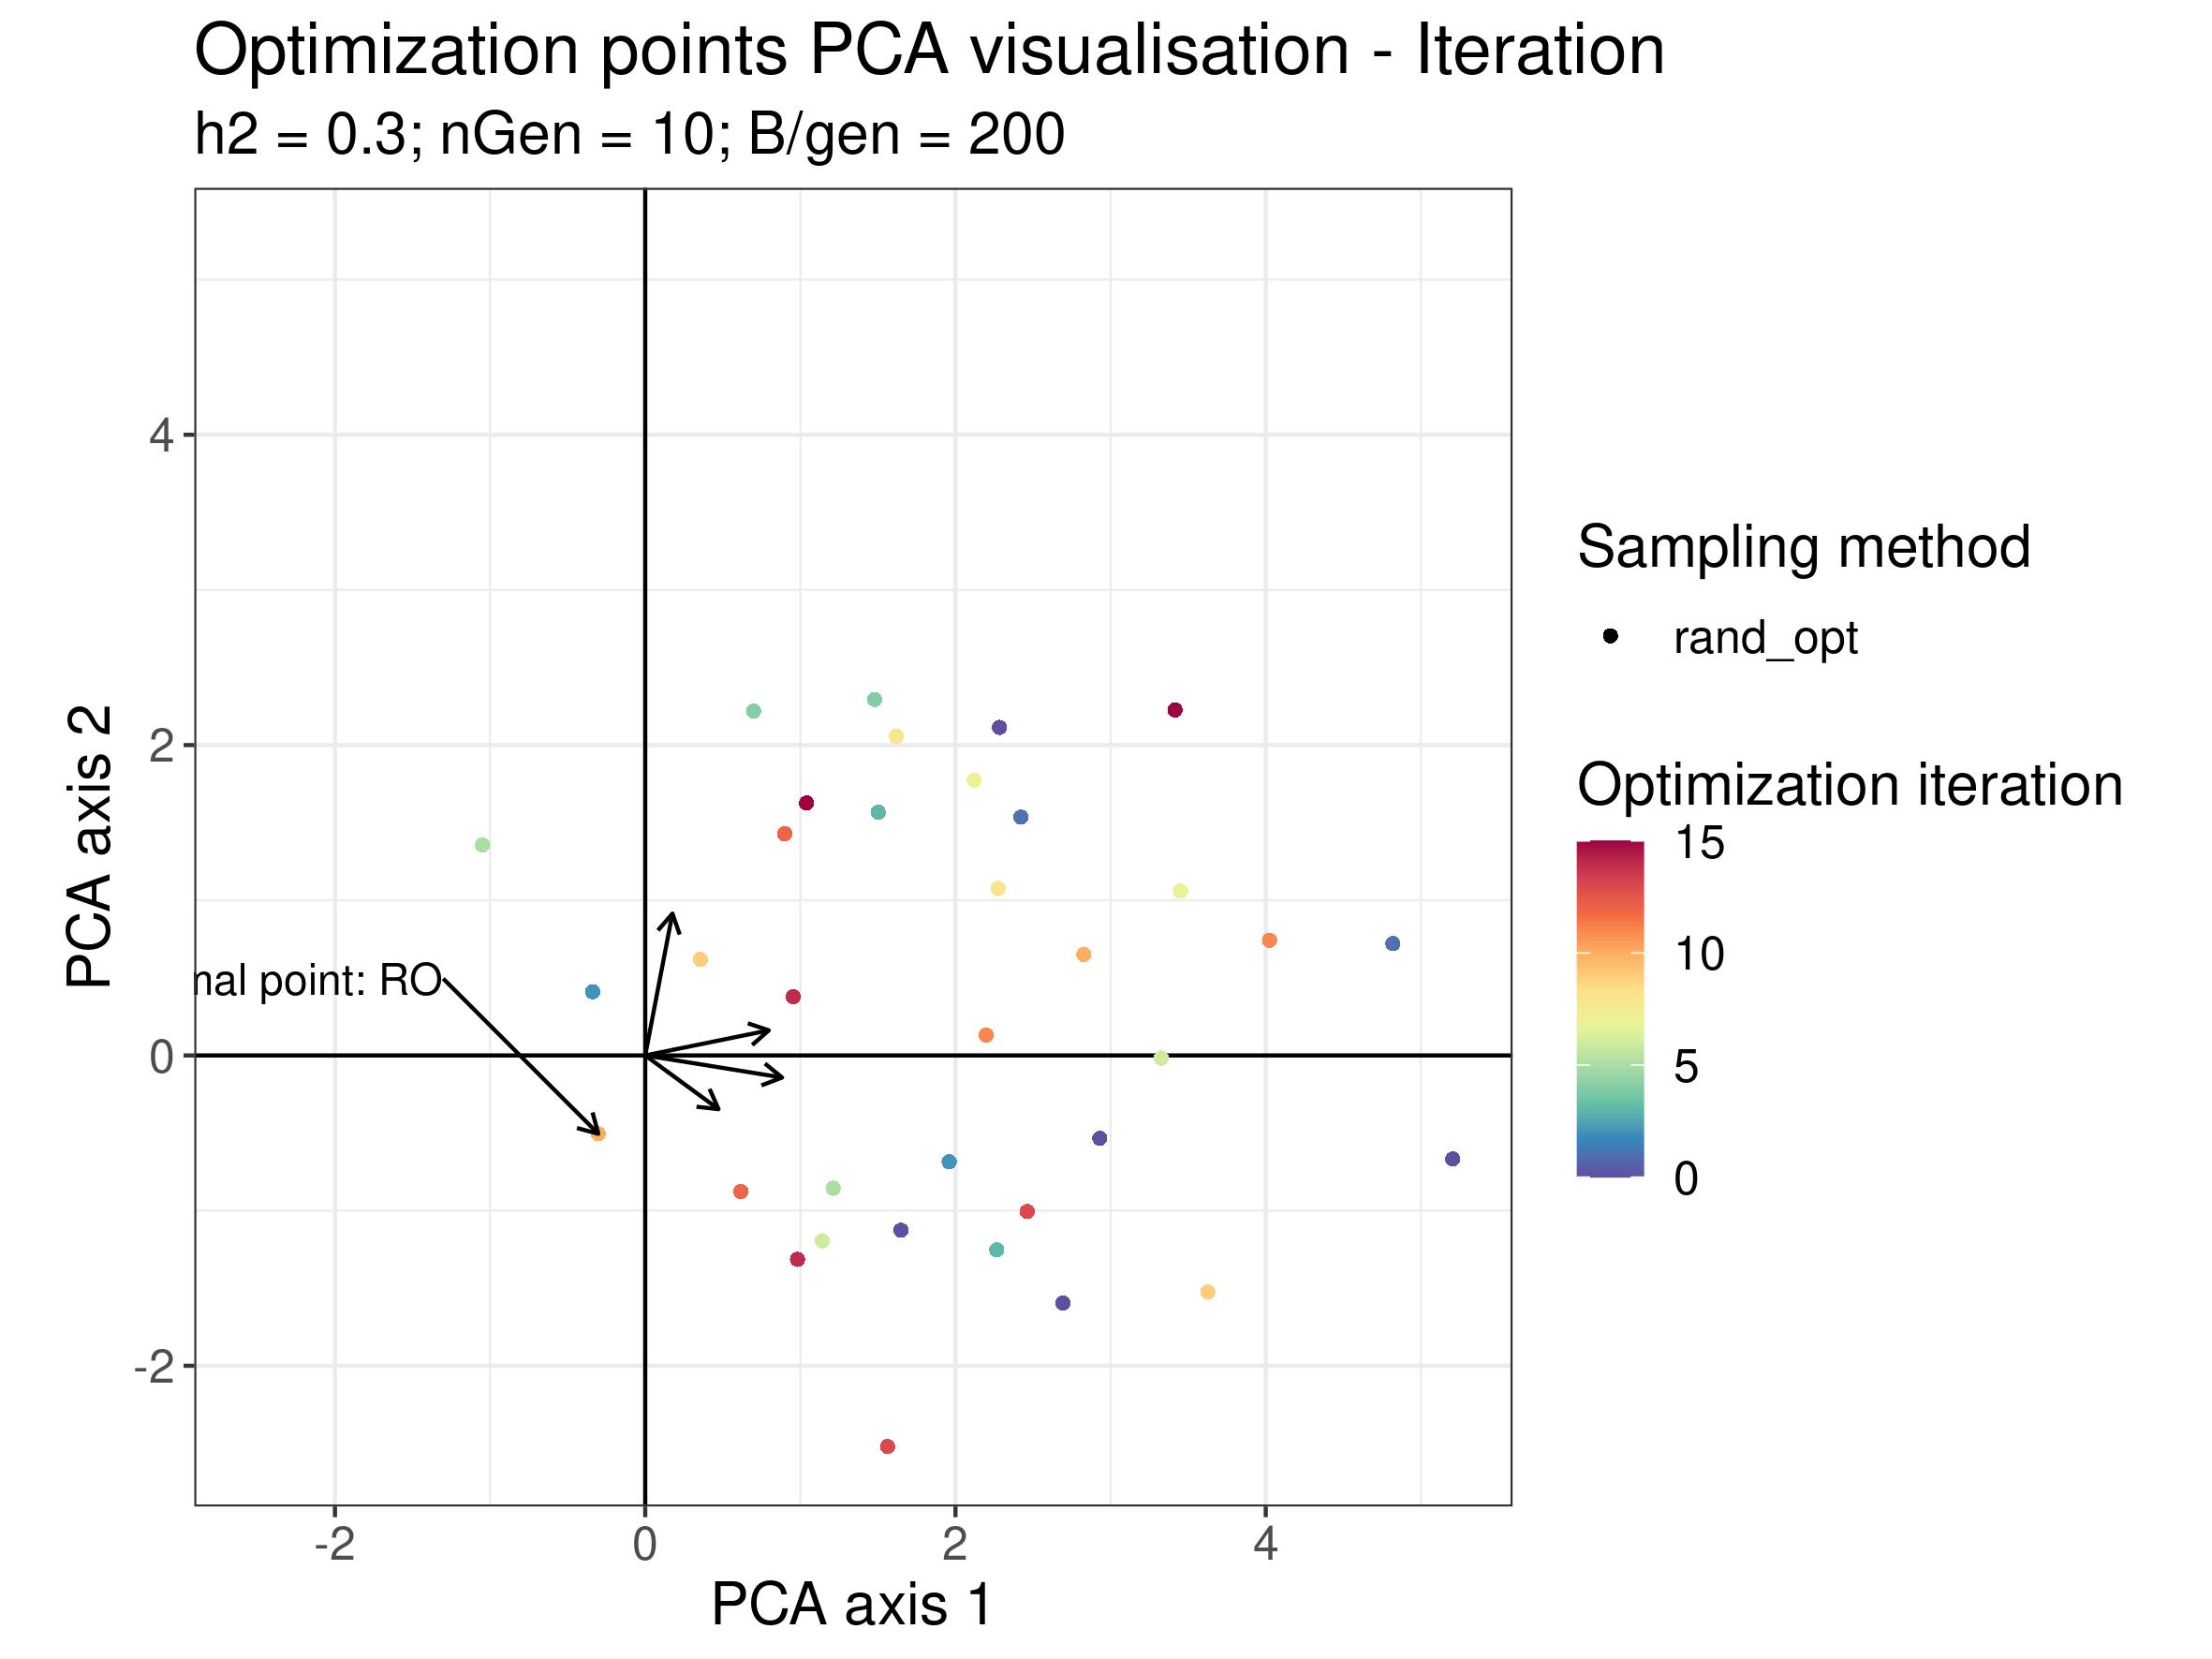 Optimization points PCA visualisation - Iteration
h2 = 0.3; nGen = 10; B/gen = 200
PCA axis 2
4
2
0
-2
nal point: RO
-2
0
2
4
PCA axis 1
Sampling method
rand_opt
Optimization iteration
15
10
5
0